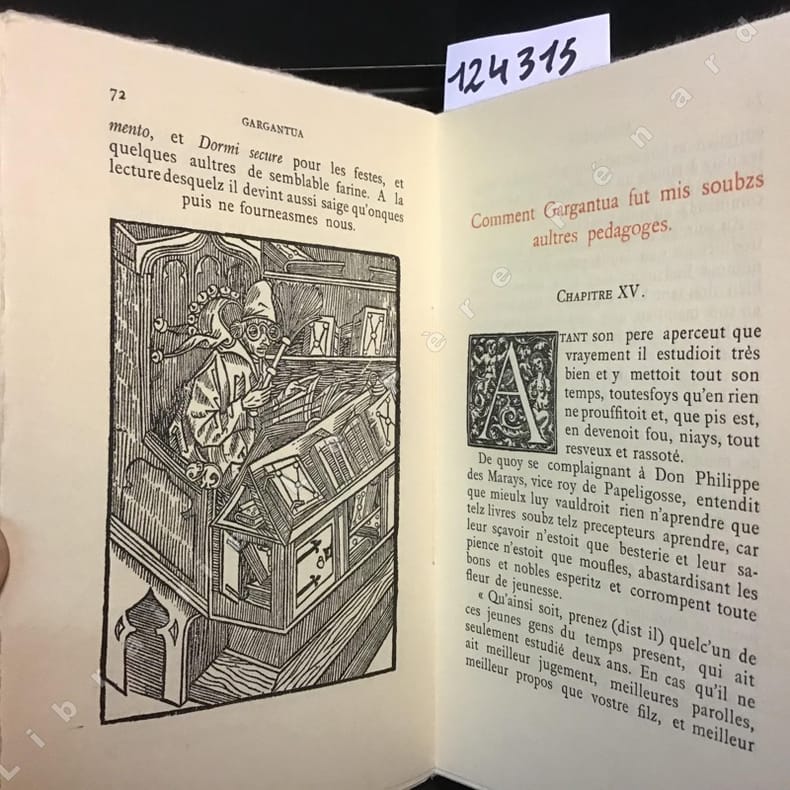 124315
72
GARGANTUA
mento, et Dormi secure pour les festes, et
quelques aultres de semblable farine. A la
lecture desquelz il devint aussi saige qu'onques
puis ne fourneasmes nous.
Comment Gargantua fut mis soubzs
aultres pedagoges.
CHAPITRE XV.
ATANT son pere aperceut que
vrayement il estudioit très
bien et y mettoit tout son
temps, toutesfoys qu'en rien
ne prouffitoit et, que pis est,
en devenoit fou, niays, tout
resveux et rassoté.
De quoy se complaignant à Don Philippe
des Marays, vice roy de Papeligosse, entendit
que mieulx luy vauldroit rien n'aprendre que
telz livres soubz telz precepteurs aprendre, car
leur sçavoir n'estoit que besterie et leur sa-
pience n'estoit que moufles, abastardisant les
bons et nobles esperitz et corrompent toute
fleur de jeunesse.
« Qu'ainsi soit, prenez (dist il) quelc'un de
ces jeunes gens du temps present, qui ait
seulement estudié deux ans. En cas qu'il ne
ait meilleur jugement, meilleures parolles,
meilleur propos que vostre filz, et meilleur